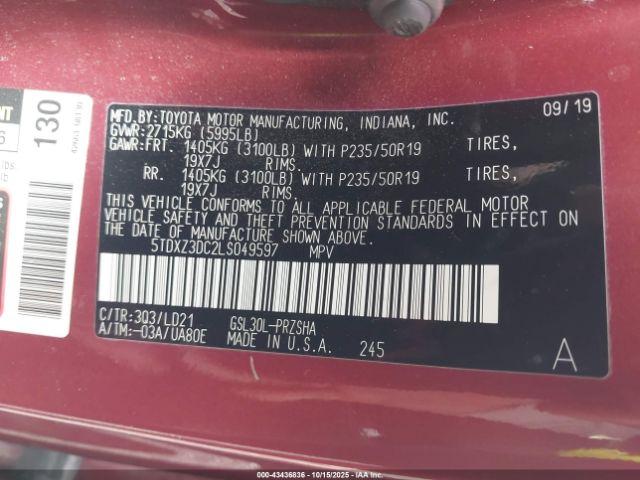 130
MFD.BY:TOYOTA MOTOR MANUFACTURING, INDIANA, INC. 09/19
GVWR:2715KG (5995LB)
GAWR:FRT. 1405KG (3100LB) WITH P235/50R19 TIRES,
19X7J RIMS.
RR. 1405KG (3100LB) WITH P235/50R19 TIRES,
19X7J RIMS.
THIS VEHICLE CONFORMS TO ALL APPLICABLE FEDERAL MOTOR
VEHICLE SAFETY AND THEFT PREVENTION STANDARDS IN EFFECT ON
THE DATE OF MANUFACTURE SHOWN ABOVE.
5TDXZ3DC2LS049597 MPV
C/TR:3Q3/LD21 GSL30L-PRZSHA
A/TM:-03A/UA80E MADE IN U.S.A. 245 A
© - 43436836 - 10/15/2025 - IAAI.com